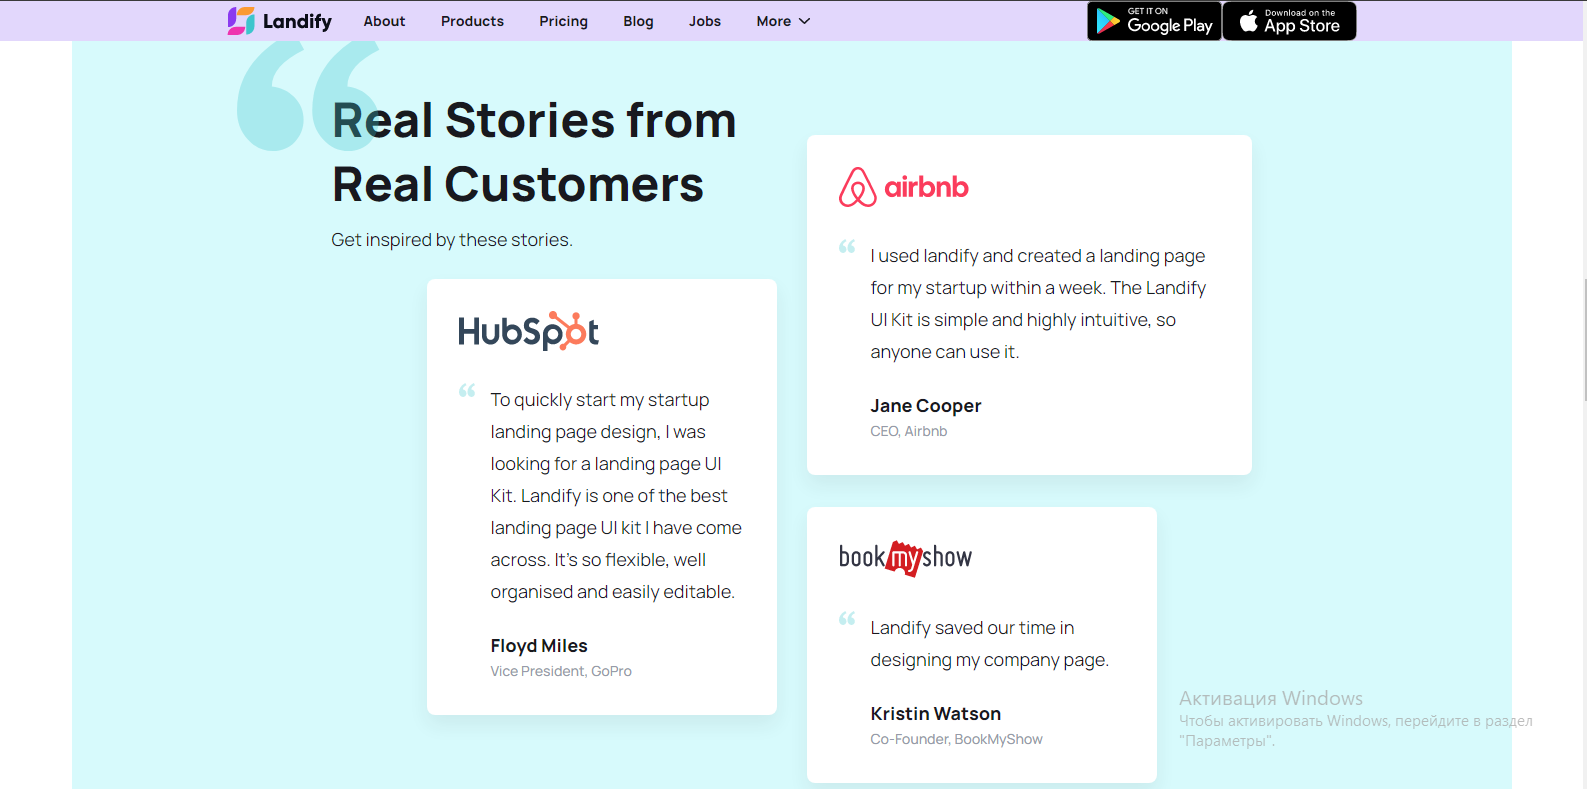 Landify
About
Products
Pricing
Blog
Jobs
More
GET IT ON
Google Play
Download on the
App Store
“
Real Stories from
Real Customers
Get inspired by these stories.
HubSpot
“
To quickly start my startup
landing page design, I was
looking for a landing page UI
Kit. Landify is one of the best
landing page UI kit I have come
across. It’s so flexible, well
organised and easily editable.
Floyd Miles
Vice President, GoPro
airbnb
“
I used landify and created a landing page
for my startup within a week. The Landify
UI Kit is simple and highly intuitive, so
anyone can use it.
Jane Cooper
CEO, Airbnb
bookmyshow
“
Landify saved our time in
designing my company page.
Kristin Watson
Co-Founder, BookMyShow
Активация Windows
Чтобы активировать Windows, перейдите в раздел
"Параметры".